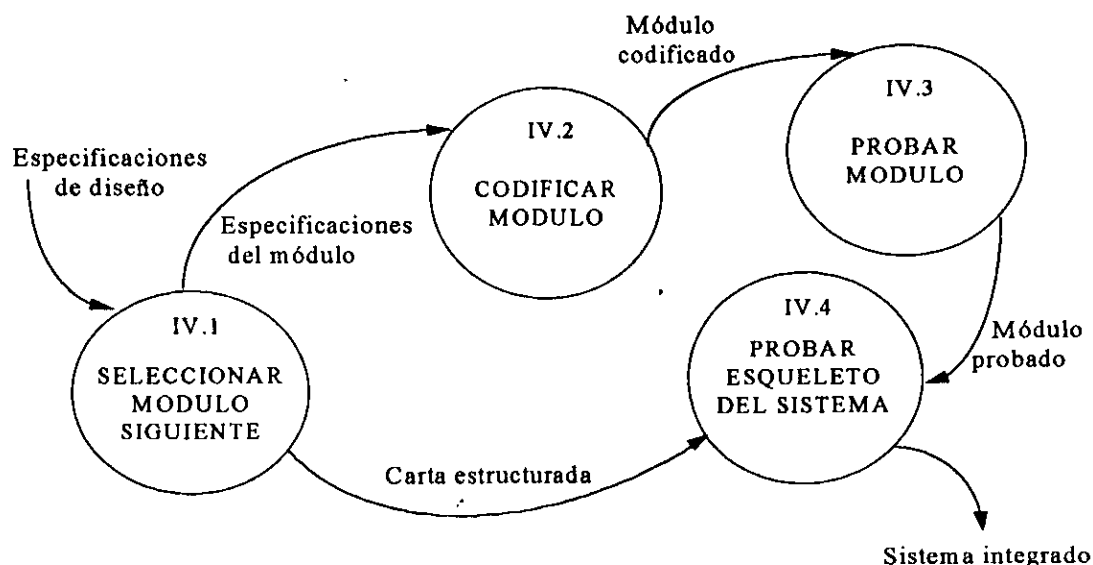 Especificaciones
de diseño
IV.1
SELECCIONAR
MODULO
SIGUIENTE
Especificaciones
del módulo
IV.2
CODIFICAR
MODULO
Módulo
codificado
IV.3
PROBAR
MODULO
Módulo
probado
IV.4
PROBAR
ESQUELETO
DEL SISTEMA
Carta estructurada
Sistema integrado